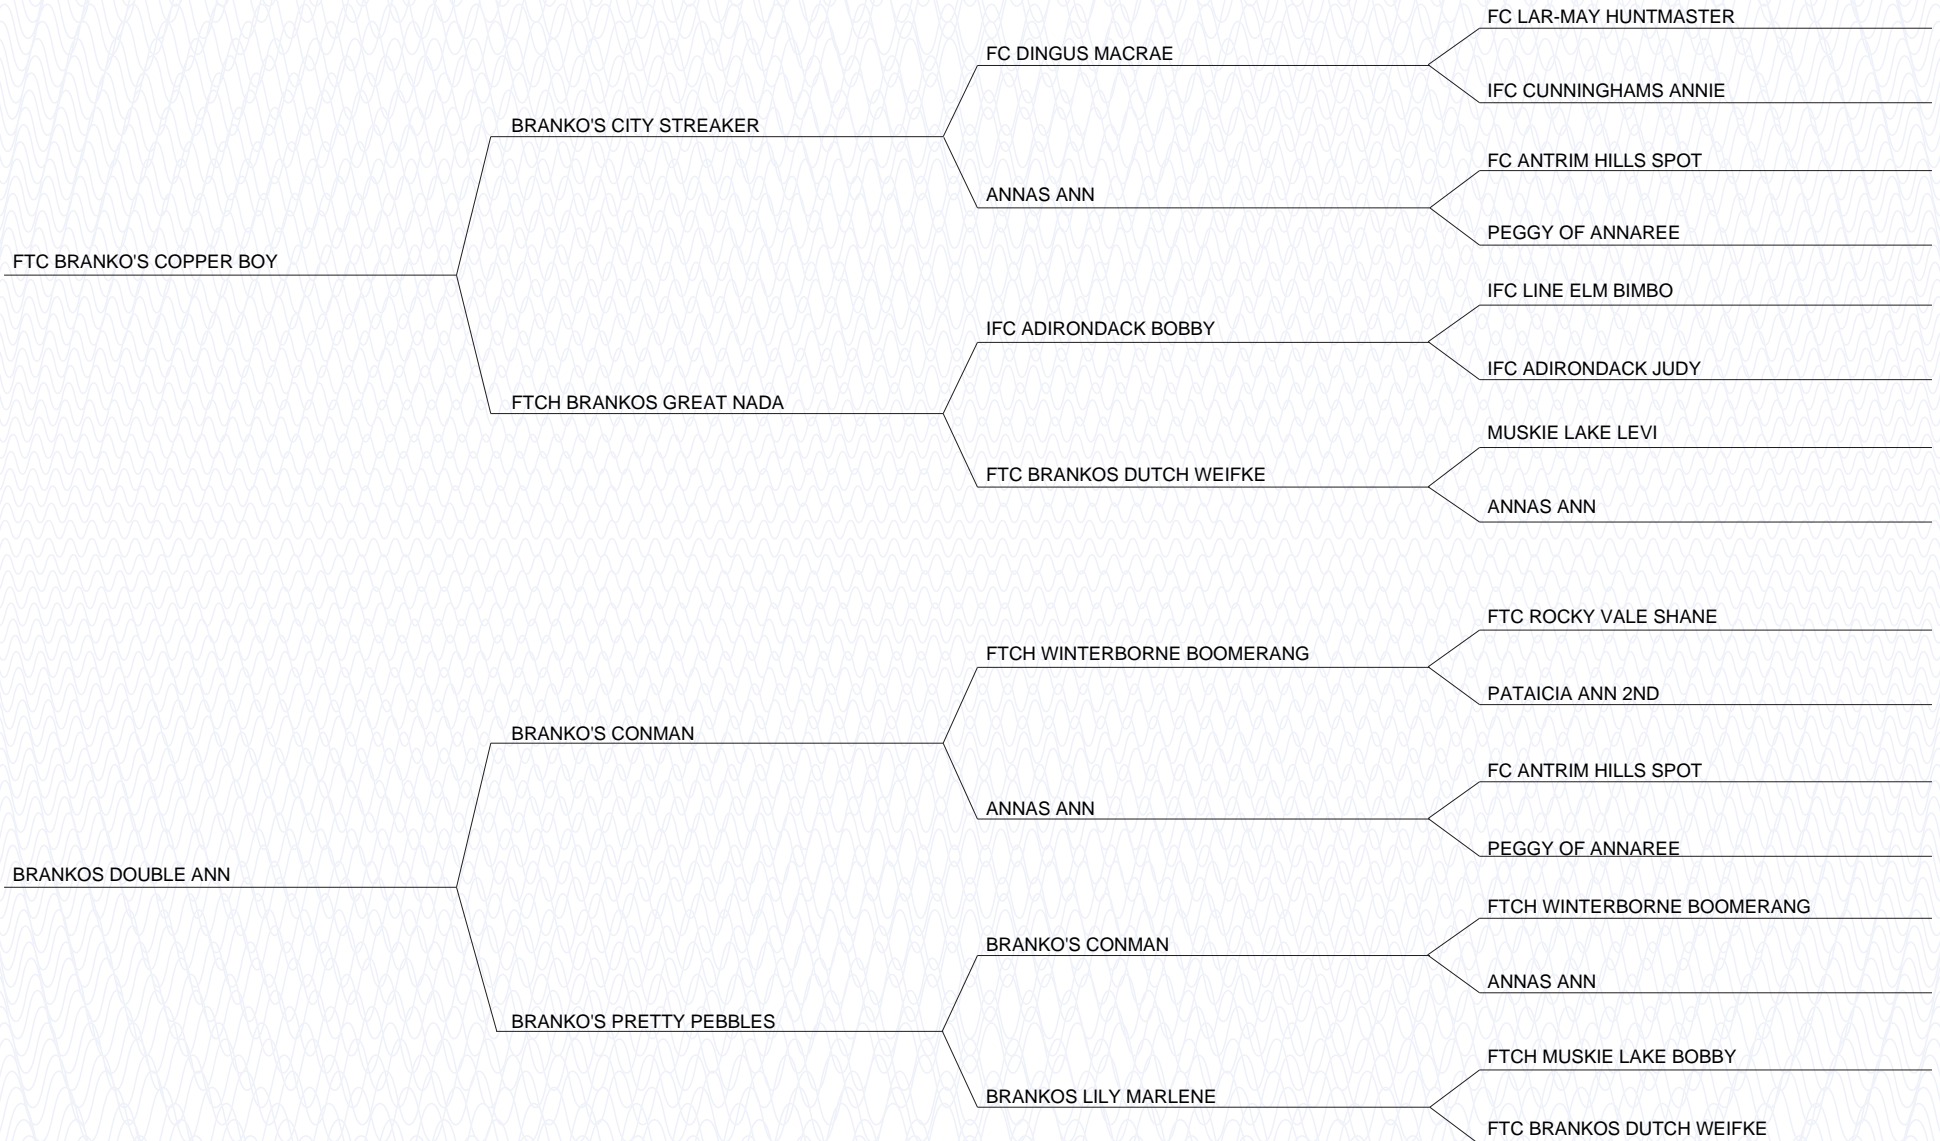 FC LAR-MAY HUNTMASTER
FC DINGUS MACRAE
IFC CUNNINGHAMS ANNIE
BRANKO'S CITY STREAKER
FC ANTRIM HILLS SPOT
ANNAS ANN
PEGGY OF ANNAREE
FTC BRANKO'S COPPER BOY
IFC LINE ELM BIMBO
IFC ADIRONDACK BOBBY
IFC ADIRONDACK JUDY
FTCH BRANKOS GREAT NADA
MUSKIE LAKE LEVI
FTC BRANKOS DUTCH WEIFKE
ANNAS ANN
FTC ROCKY VALE SHANE
FTCH WINTERBORNE BOOMERANG
PATAICIA ANN 2ND
BRANKO'S CONMAN
FC ANTRIM HILLS SPOT
ANNAS ANN
PEGGY OF ANNAREE
BRANKOS DOUBLE ANN
FTCH WINTERBORNE BOOMERANG
BRANKO'S CONMAN
ANNAS ANN
BRANKO'S PRETTY PEBBLES
FTCH MUSKIE LAKE BOBBY
BRANKOS LILY MARLENE
FTC BRANKOS DUTCH WEIFKE